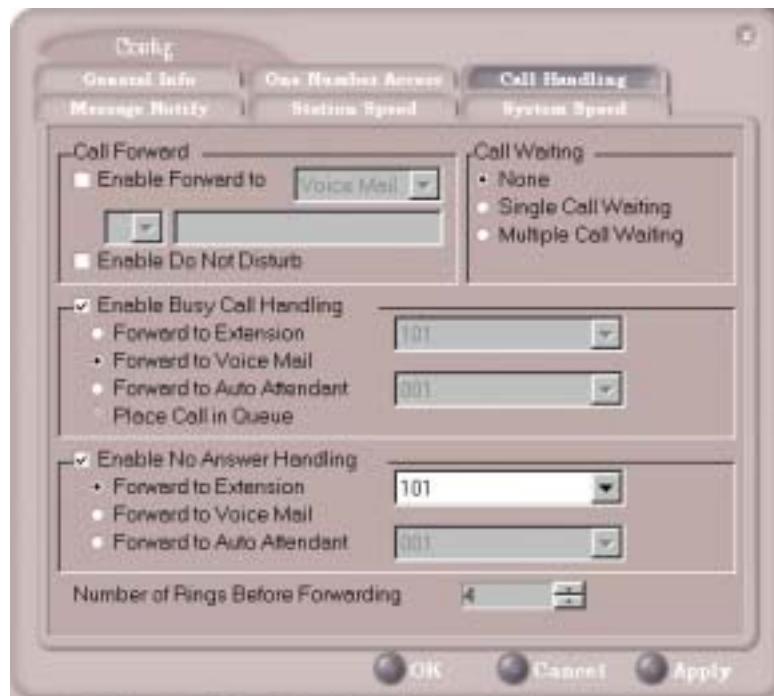 Config
General Info One Number Access Call Handling
Message Notify Station Speed System Speed
Call Forward
Enable Forward to Voice Mail
Enable Do Not Disturb
Call Waiting
None
Single Call Waiting
Multiple Call Waiting
Enable Busy Call Handling
Forward to Extension 101
Forward to Voice Mail
Forward to Auto Attendant 001
Place Call in Queue
Enable No Answer Handling
Forward to Extension 101
Forward to Voice Mail
Forward to Auto Attendant 001
Number of Rings Before Forwarding 4
OK Cancel Apply